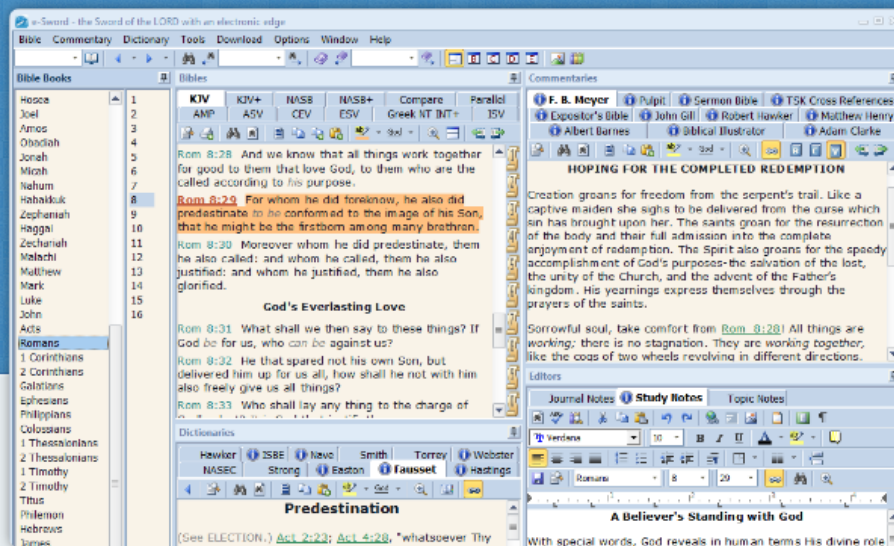 e-Sword - the Sword of the LORD with an electronic edge
Bible Commentary Dictionary Tools Download Options Window Help
Bible Books
Hosea
Joel
Amos
Obadiah
Jonah
Micah
Nahum
Habakkuk
Zephaniah
Haggai
Zechariah
Malachi
Matthew
Mark
Luke
John
Acts
Romans
1 Corinthians
2 Corinthians
Galatians
Ephesians
Philippians
Colossians
1 Thessalonians
2 Thessalonians
1 Timothy
2 Timothy
Titus
Philemon
Hebrews
James
1
2
3
4
5
6
7
8
9
10
11
12
13
14
15
16
Bibles
KJV KJV+ NASB NASB+ Compare Parallel
AMP ASV CEV ESV Greek NT INT+ ISV
Rom 8:28 And we know that all things work together
for good to them that love God, to them who are the
called according to his purpose.
Rom 8:29 For whom he did foreknow, he also did
predestinate to be conformed to the image of his Son,
that he might be the firstborn among many brethren.
Rom 8:30 Moreover whom he did predestinate, them
he also called: and whom he called, them he also
justified: and whom he justified, them he also
glorified.
God's Everlasting Love
Rom 8:31 What shall we then say to these things? If
God be for us, who can be against us?
Rom 8:32 He that spared not his own Son, but
delivered him up for us all, how shall he not with him
also freely give us all things?
Rom 8:33 Who shall lay any thing to the charge of
Dictionaries
Hawker ISBE Nave Smith Torrey Webster
NASEC Strong Easton Fausset Hastings
Predestination
(See ELECTION.) Act 2:23; Act 4:28, "whatsoever Thy
Commentaries
F. B. Meyer Pulpit Sermon Bible TSK Cross References
Expositor's Bible John Gill Robert Hawker Matthew Henry
Albert Barnes Biblical Illustrator Adam Clarke
HOPING FOR THE COMPLETED REDEMPTION
Creation groans for freedom from the serpent's trail. Like a
captive maiden she sighs to be delivered from the curse which
sin has brought upon her. The saints groan for the resurrection
of the body and their full admission into the complete
enjoyment of redemption. The Spirit also groans for the speedy
accomplishment of God's purposes-the salvation of the lost,
the unity of the Church, and the advent of the Father's
kingdom. His yearnings express themselves through the
prayers of the saints.
Sorrowful soul, take comfort from Rom 8:28! All things are
working; there is no stagnation. They are working together,
like the cogs of two wheels revolving in different directions.
Editors
Journal Notes Study Notes Topic Notes
Verdana 10 B I U A
Romans 8 29
1 2 3 4
A Believer's Standing with God
With special words, God reveals in human terms His divine role